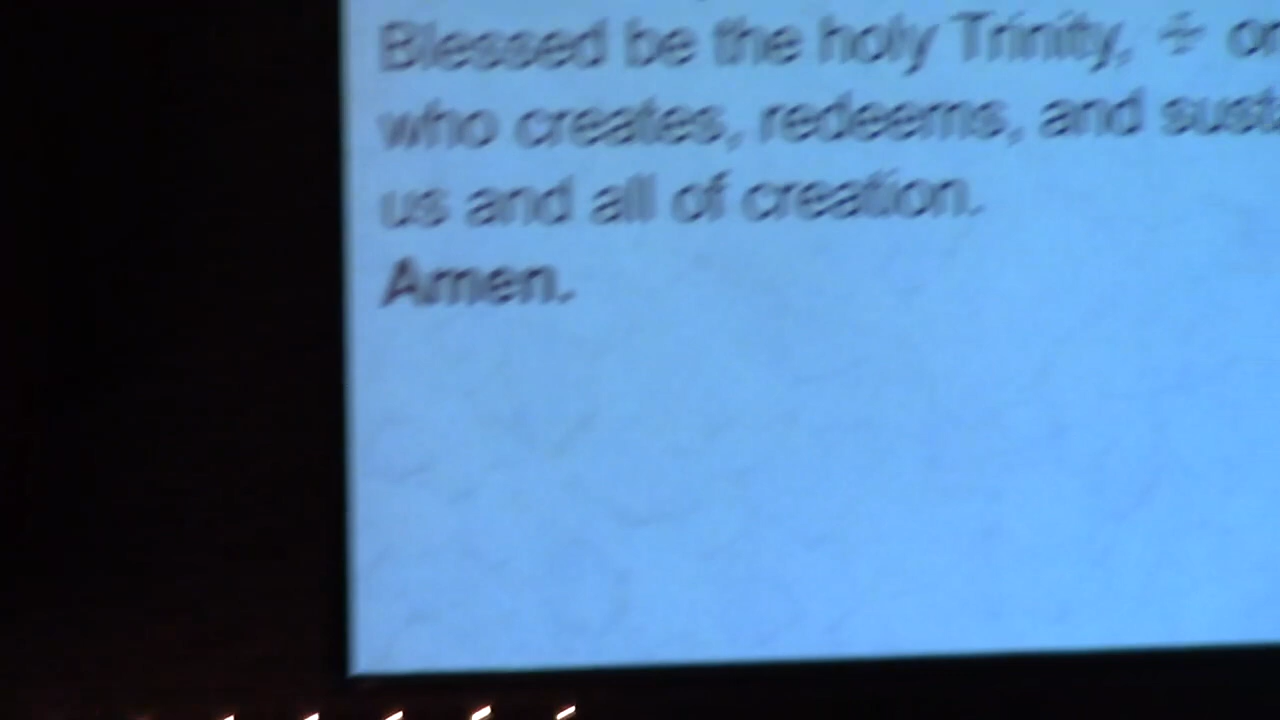 Blessed be the holy Trinity, ✢
who creates, redeems, and
us and all of creation.
Amen.